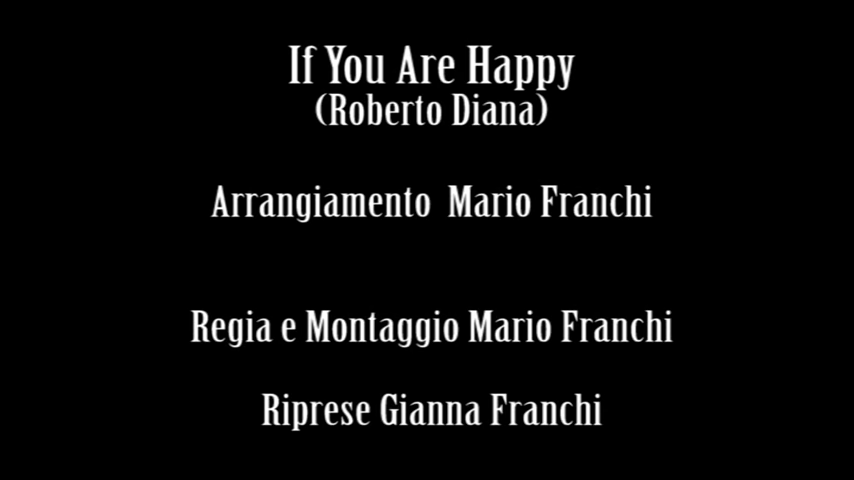 If You Are Happy
(Roberto Diana)
Arrangiamento Mario Franchi
Regia e Montaggio Mario Franchi
Riprese Gianna Franchi